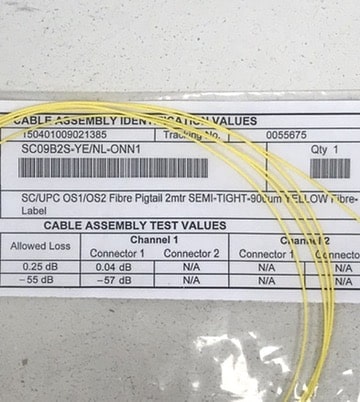 CABLE ASSEMBLY IDENTIFICATION VALUES
150401009021385 Tracking No. 0055675
SC09B2S-YE/NL-ONN1 Qty 1
SC/UPC OS1/OS2 Fibre Pigtail 2mtr SEMI-TIGHT-900um YELLOW Fibre-
Label
CABLE ASSEMBLY TEST VALUES
Allowed Loss Channel 1 Channel 2
Connector 1 Connector 2 Connector 1
0.25 dB 0.04 dB N/A N/A N/A
-55 dB -57 dB N/A N/A N/A